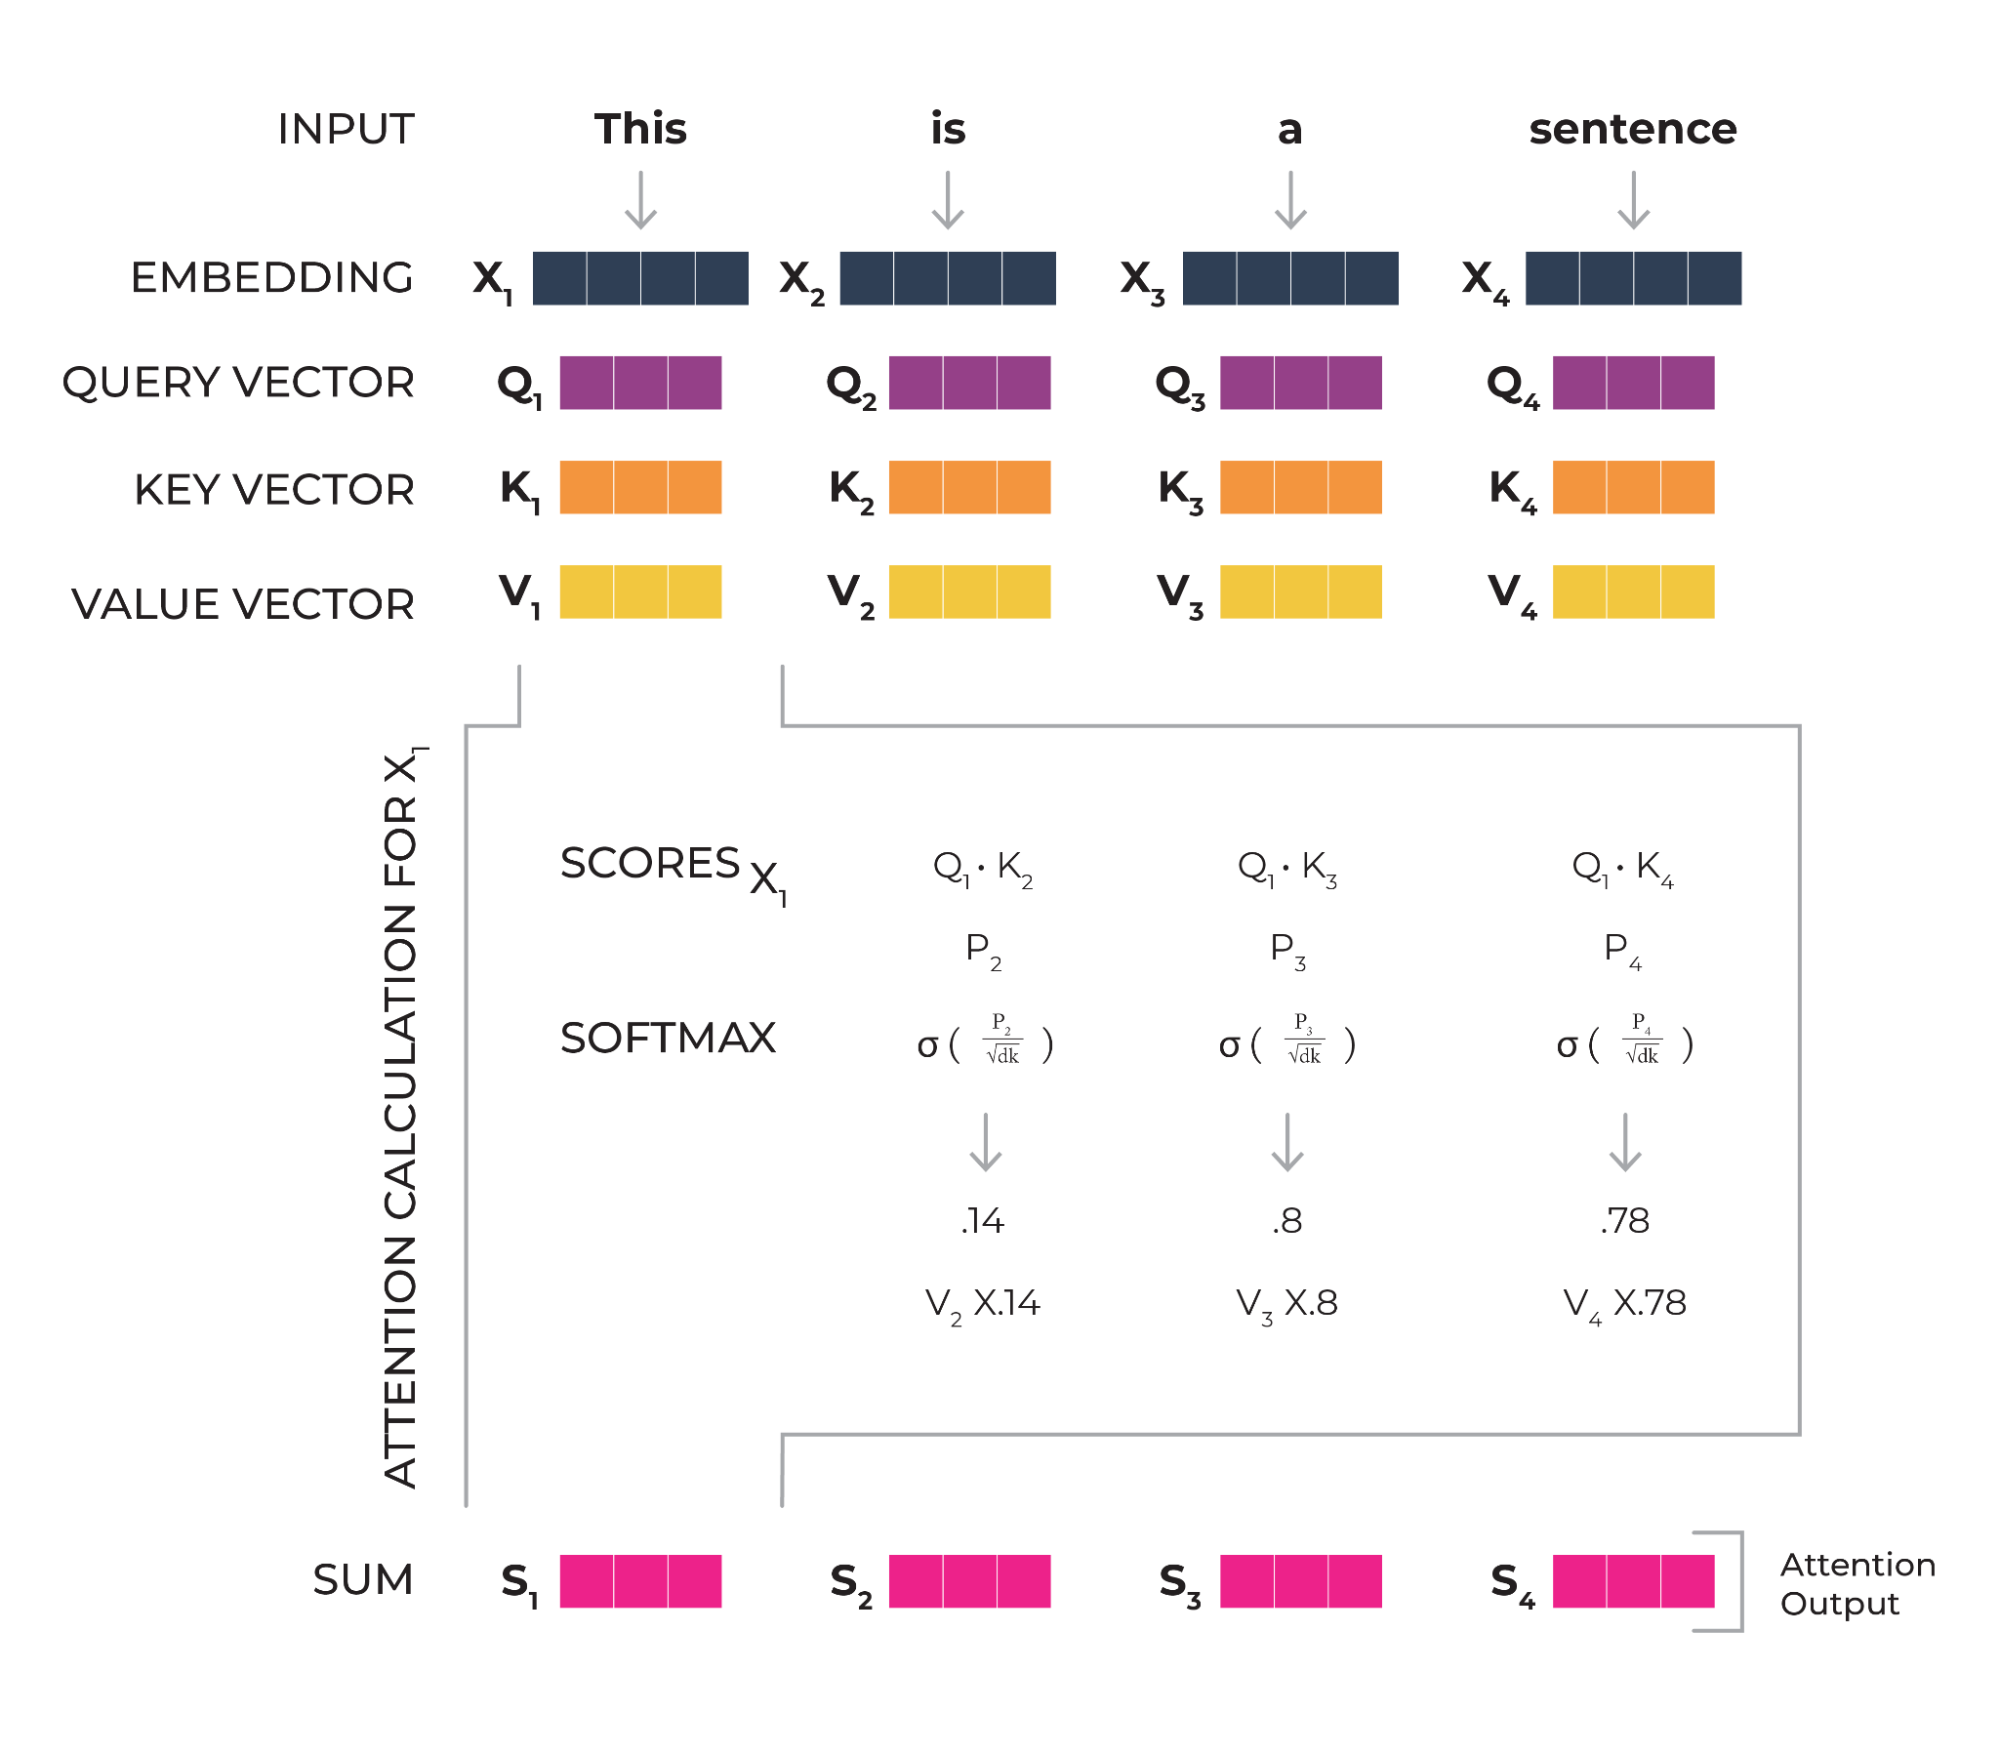 INPUT This is a sentence
EMBEDDING X1 X2 X3 X4
QUERY VECTOR Q1 Q2 Q3 Q4
KEY VECTOR K1 K2 K3 K4
VALUE VECTOR V1 V2 V3 V4
ATTENTION CALCULATION FOR X1
SCORES X1 Q1 · K2 Q1 · K3 Q1 · K4
P2 P3 P4
SOFTMAX σ ( P2 / √dk ) σ ( P3 / √dk ) σ ( P4 / √dk )
.14 .8 .78
V2 X.14 V3 X.8 V4 X.78
SUM S1 S2 S3 S4
Attention
Output